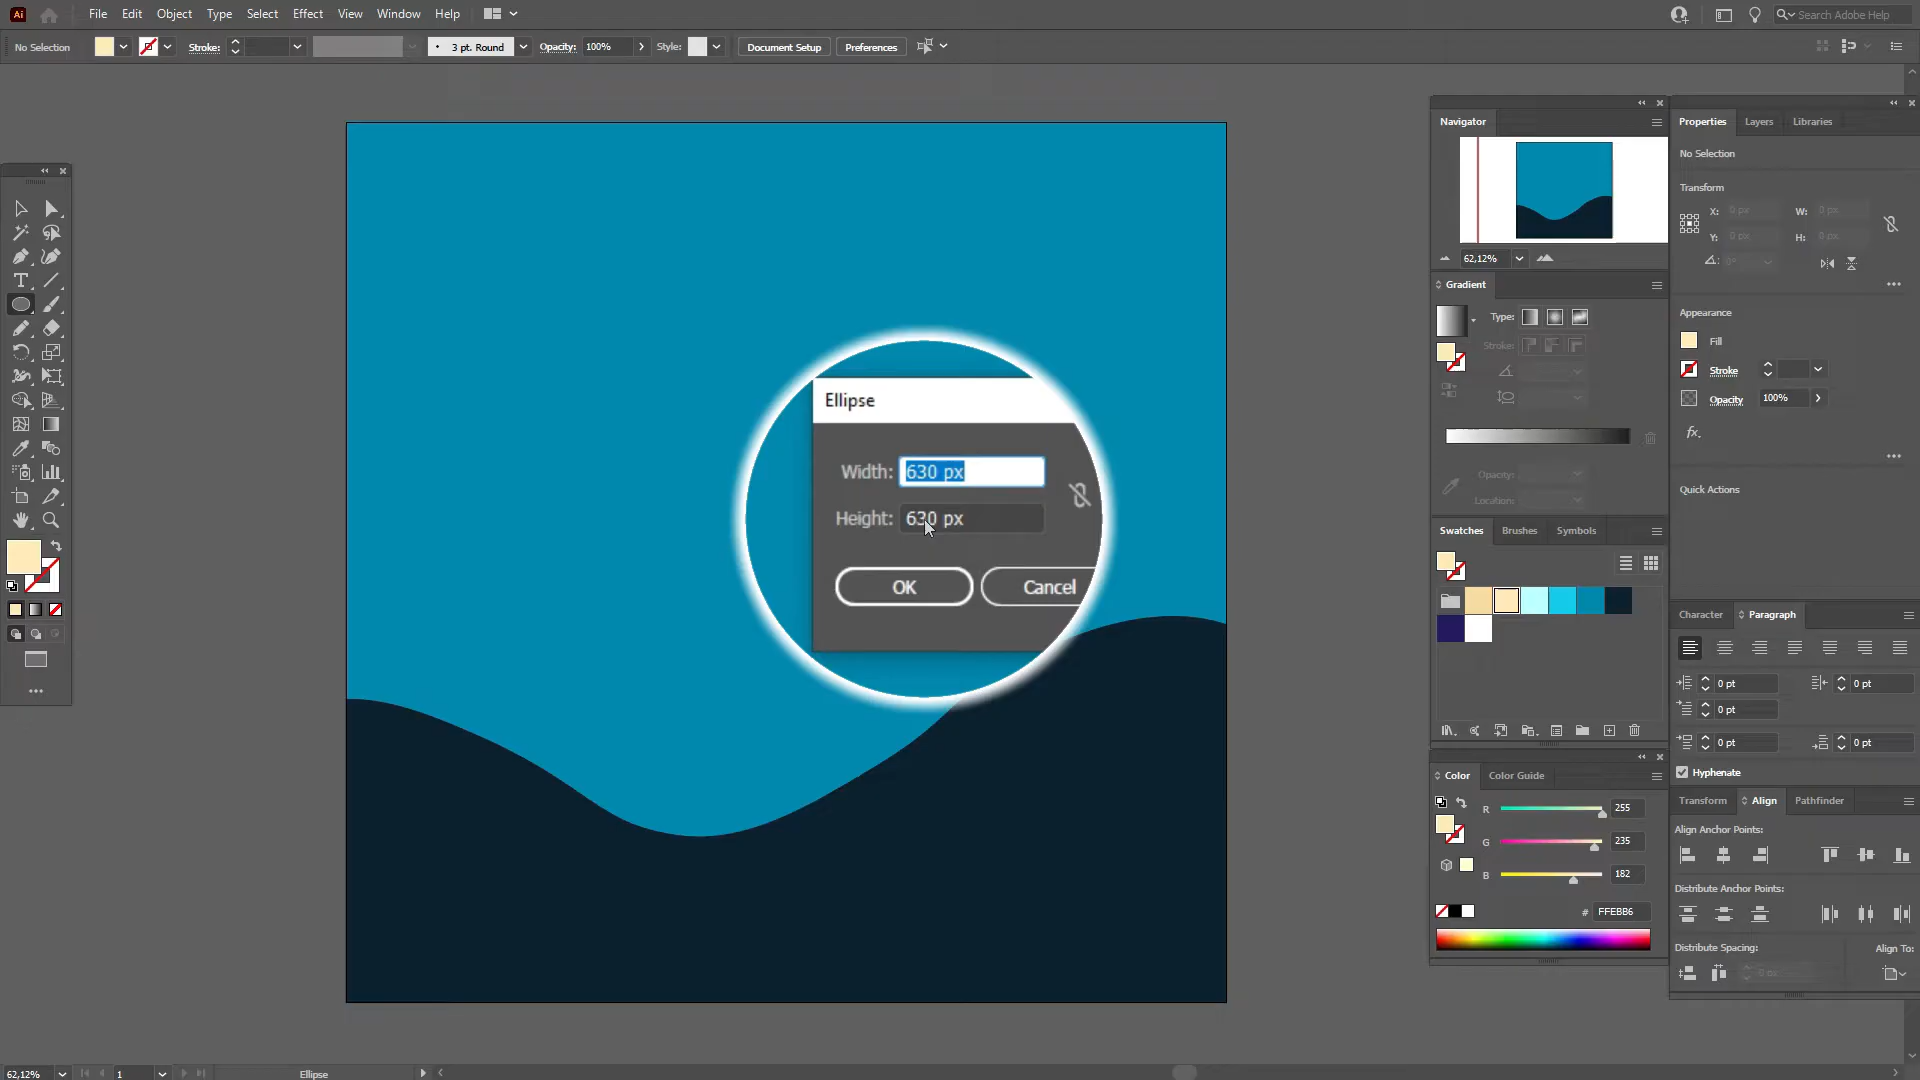 Ai File Edit Object Type Select Effect View Window Help Search Adobe Help
No Selection Stroke: 3 pt. Round Opacity: 100% Style: Document Setup Preferences
Navigator
62,12%
Gradient
Type:
Stroke:
Opacity:
Location:
Swatches Brushes Symbols
Color Color Guide
R 255
G 235
B 182
# FFEBB6
Properties Layers Libraries
No Selection
Transform
X: 0 px W: 0 px
Y: 0 px H: 0 px
0°
Appearance
Fill
Stroke
Opacity 100%
fx.
Quick Actions
Character Paragraph
0 pt 0 pt
0 pt
0 pt 0 pt
Hyphenate
Transform Align Pathfinder
Align Anchor Points:
Distribute Anchor Points:
Distribute Spacing: Align To:
0 px
Ellipse
Width: 630 px
Height: 630 px
OK Cancel
62,12% 1 Ellipse